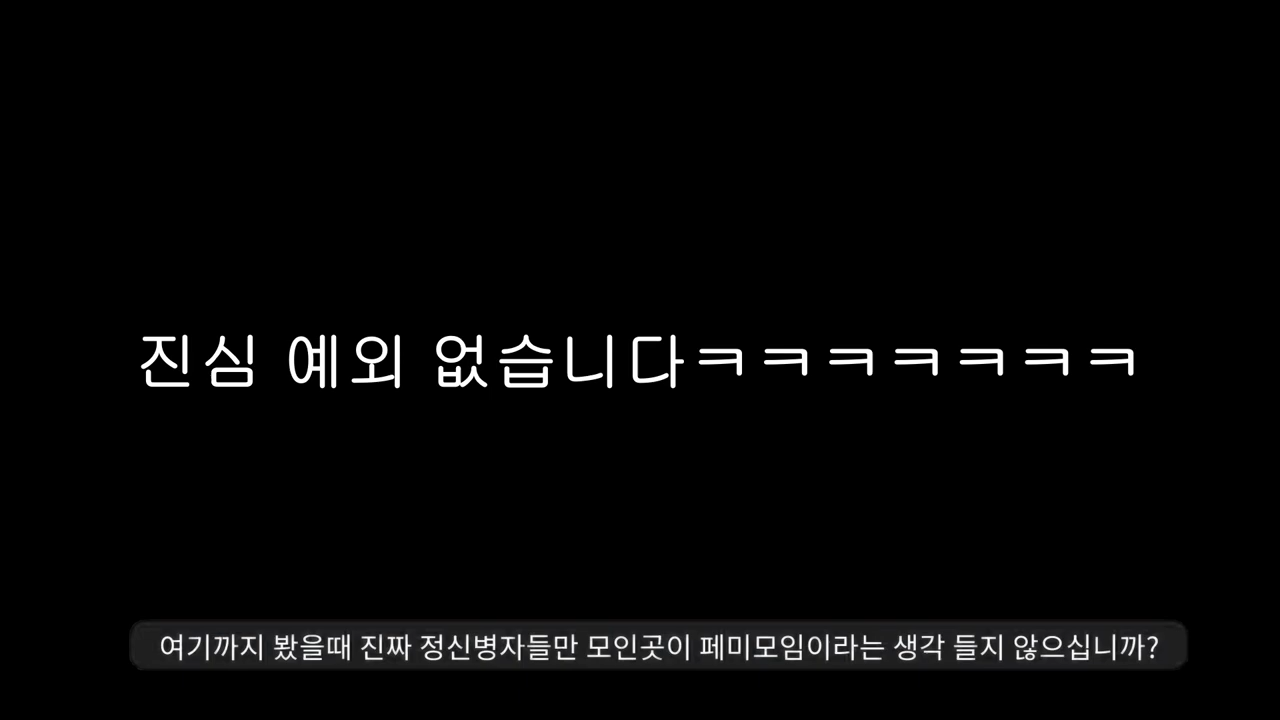 진심 예외 없습니다ㅋㅋㅋㅋㅋㅋㅋ
여기까지 봤을때 진짜 정신병자들만 모인곳이 페미모임이라는 생각 들지 않으십니까?